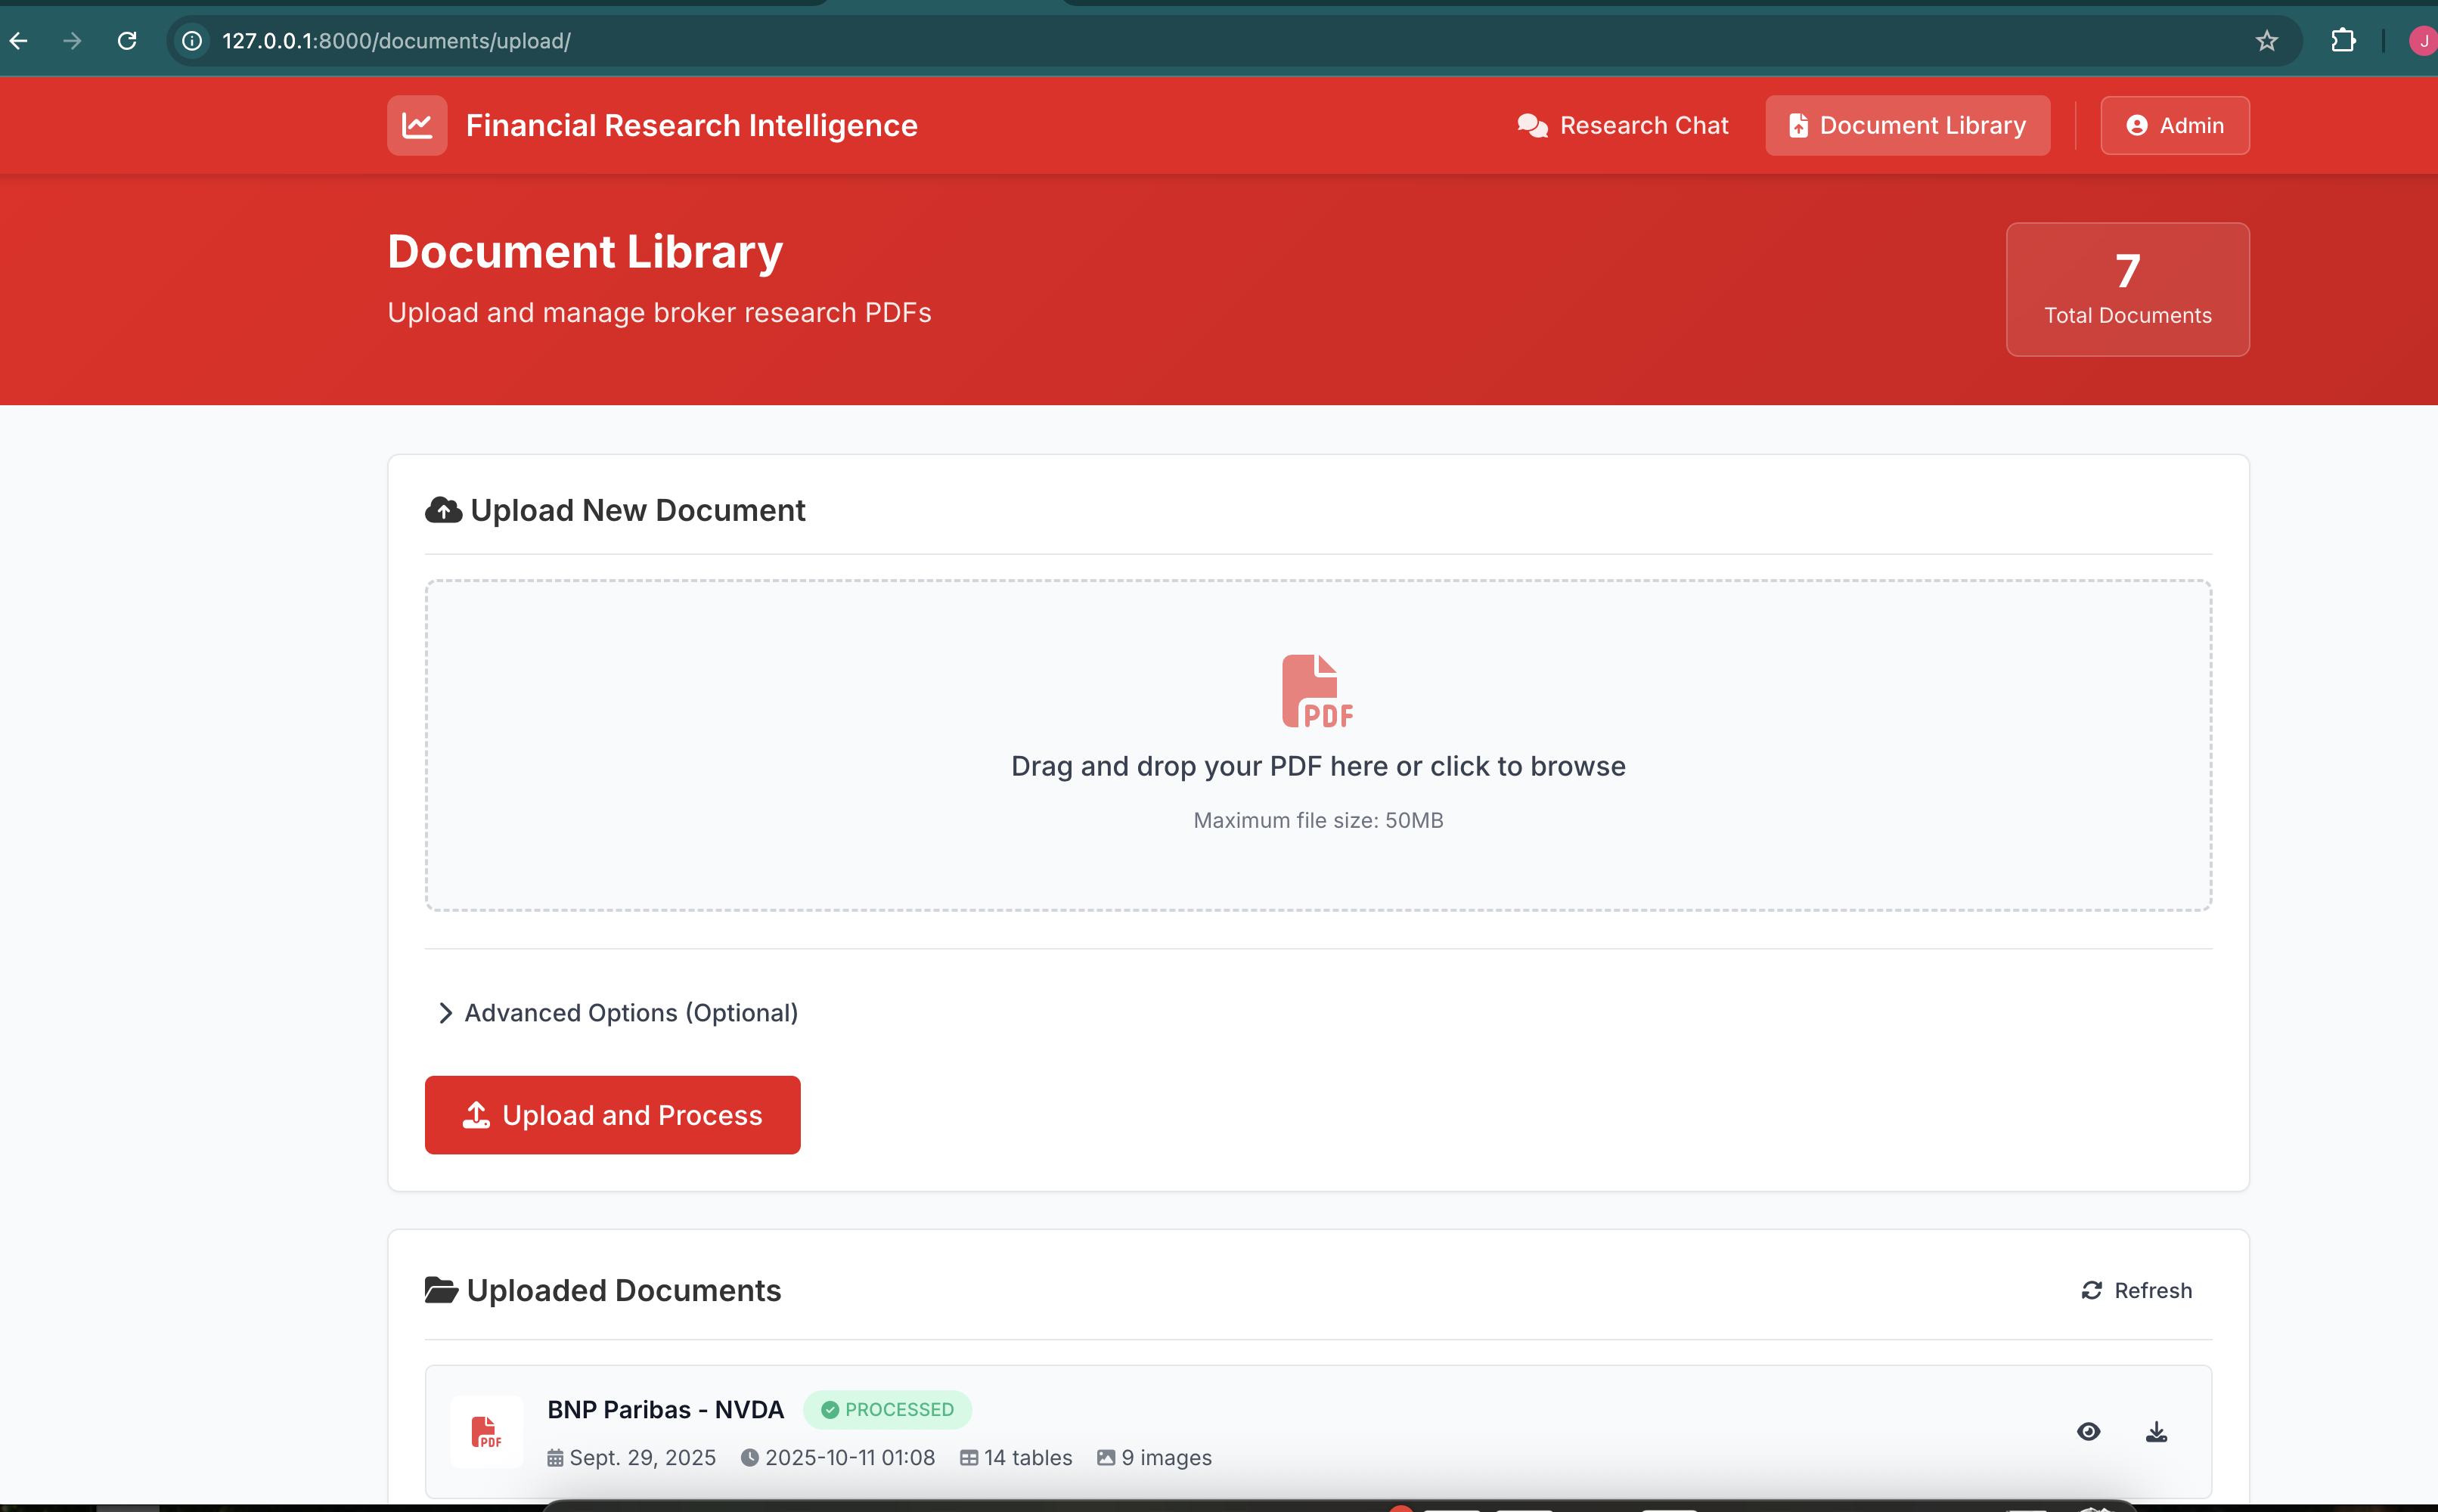 127.0.0.1:8000/documents/upload/
J
Financial Research Intelligence
Research Chat
Document Library
Admin
Document Library
Upload and manage broker research PDFs
7
Total Documents
Upload New Document
PDF
Drag and drop your PDF here or click to browse
Maximum file size: 50MB
Advanced Options (Optional)
Upload and Process
Uploaded Documents
Refresh
PDF
BNP Paribas - NVDA
PROCESSED
Sept. 29, 2025
2025-10-11 01:08
14 tables
9 images